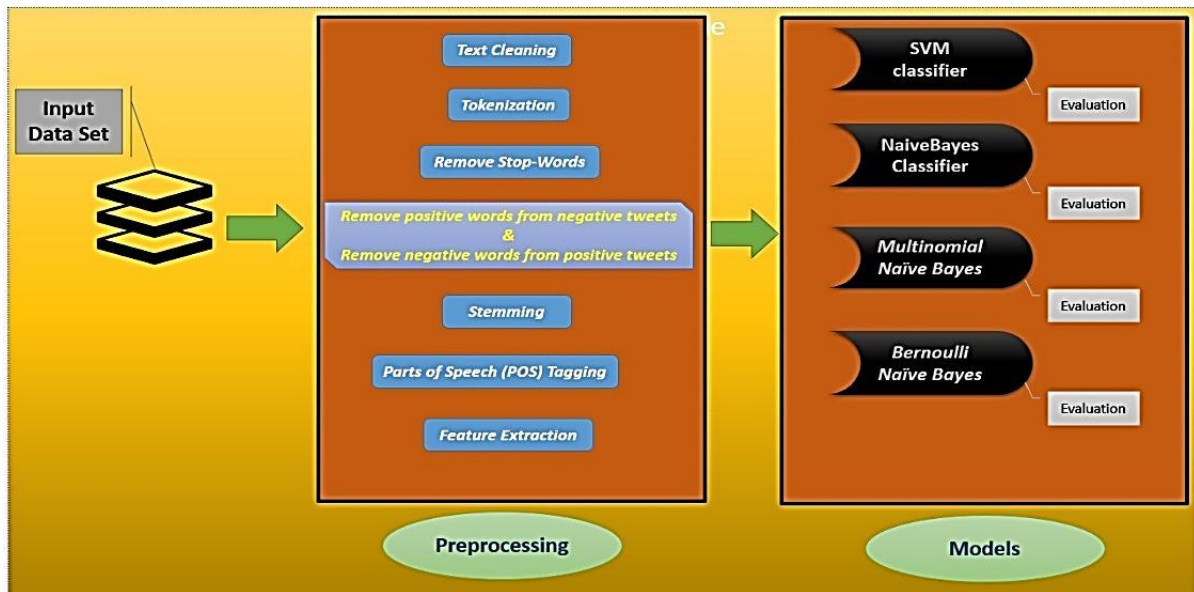 Input
Data Set
e
Text Cleaning
Tokenization
Remove Stop-Words
Remove positive words from negative tweets
&
Remove negative words from positive tweets
Stemming
Parts of Speech (POS) Tagging
Feature Extraction
Preprocessing
SVM
classifier
Evaluation
NaiveBayes
Classifier
Evaluation
Multinomial
Naïve Bayes
Evaluation
Bernoulli
Naïve Bayes
Evaluation
Models